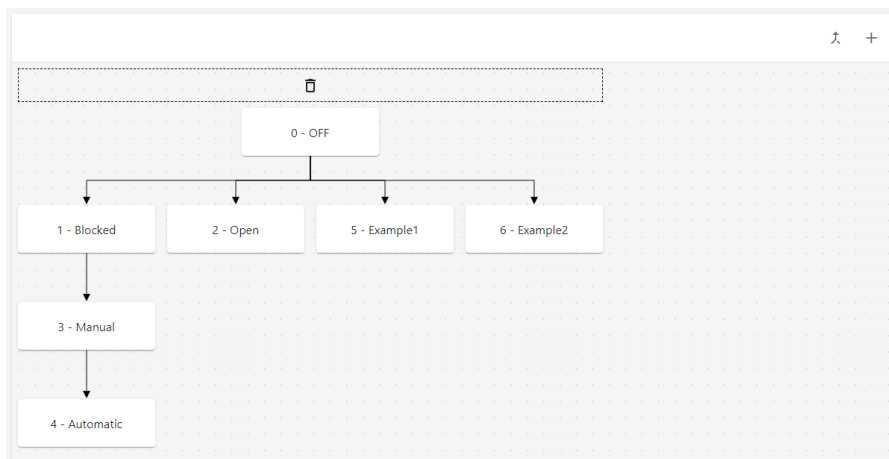 0 - OFF
1 - Blocked
2 - Open
5 - Example1
6 - Example2
3 - Manual
4 - Automatic